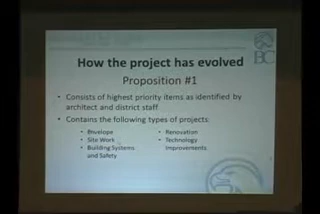 BC
How the project has evolved
Proposition #1
• Consists of highest priority items as identified by
architect and district staff
• Contains the following types of projects:
• Envelope
• Site Work
• Building Systems
and Safety
• Renovation
• Technology
Improvements